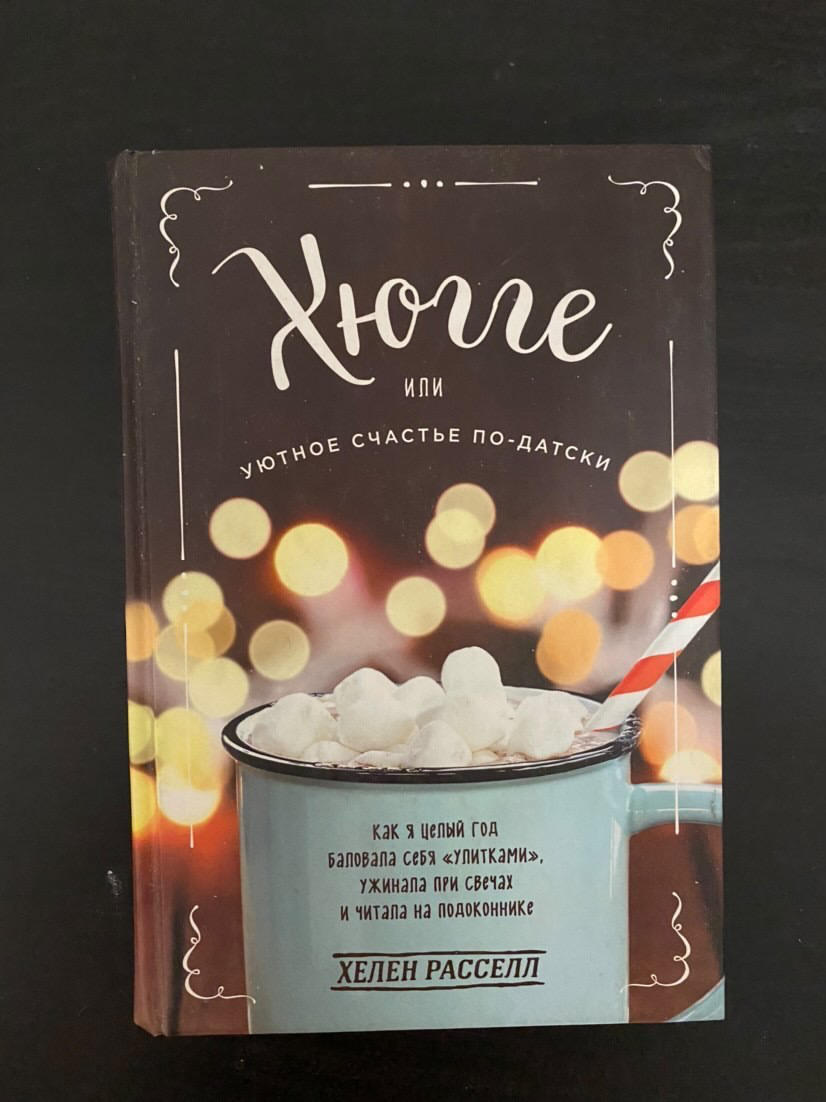 Хюгге
или
УЮТНОЕ СЧАСТЬЕ ПО-ДАТСКИ
Как я целый год
баловала себя «улитками»,
ужинала при свечах
и читала на подоконнике
ХЕЛЕН РАССЕЛЛ